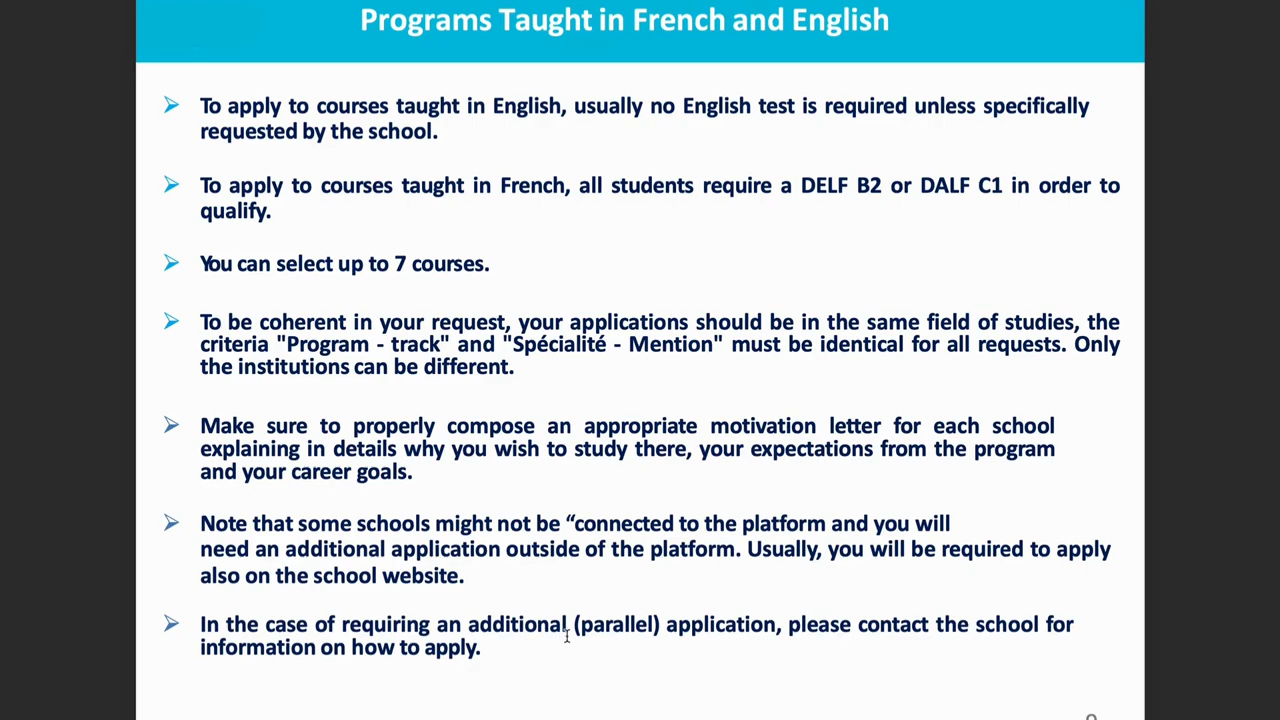 Programs Taught in French and English
To apply to courses taught in English, usually no English test is required unless specifically
requested by the school.
To apply to courses taught in French, all students require a DELF B2 or DALF C1 in order to
qualify.
You can select up to 7 courses.
To be coherent in your request, your applications should be in the same field of studies, the
criteria "Program - track" and "Spécialité - Mention" must be identical for all requests. Only
the institutions can be different.
Make sure to properly compose an appropriate motivation letter for each school
explaining in details why you wish to study there, your expectations from the program
and your career goals.
Note that some schools might not be “connected to the platform and you will
need an additional application outside of the platform. Usually, you will be required to apply
also on the school website.
In the case of requiring an additional (parallel) application, please contact the school for
information on how to apply.